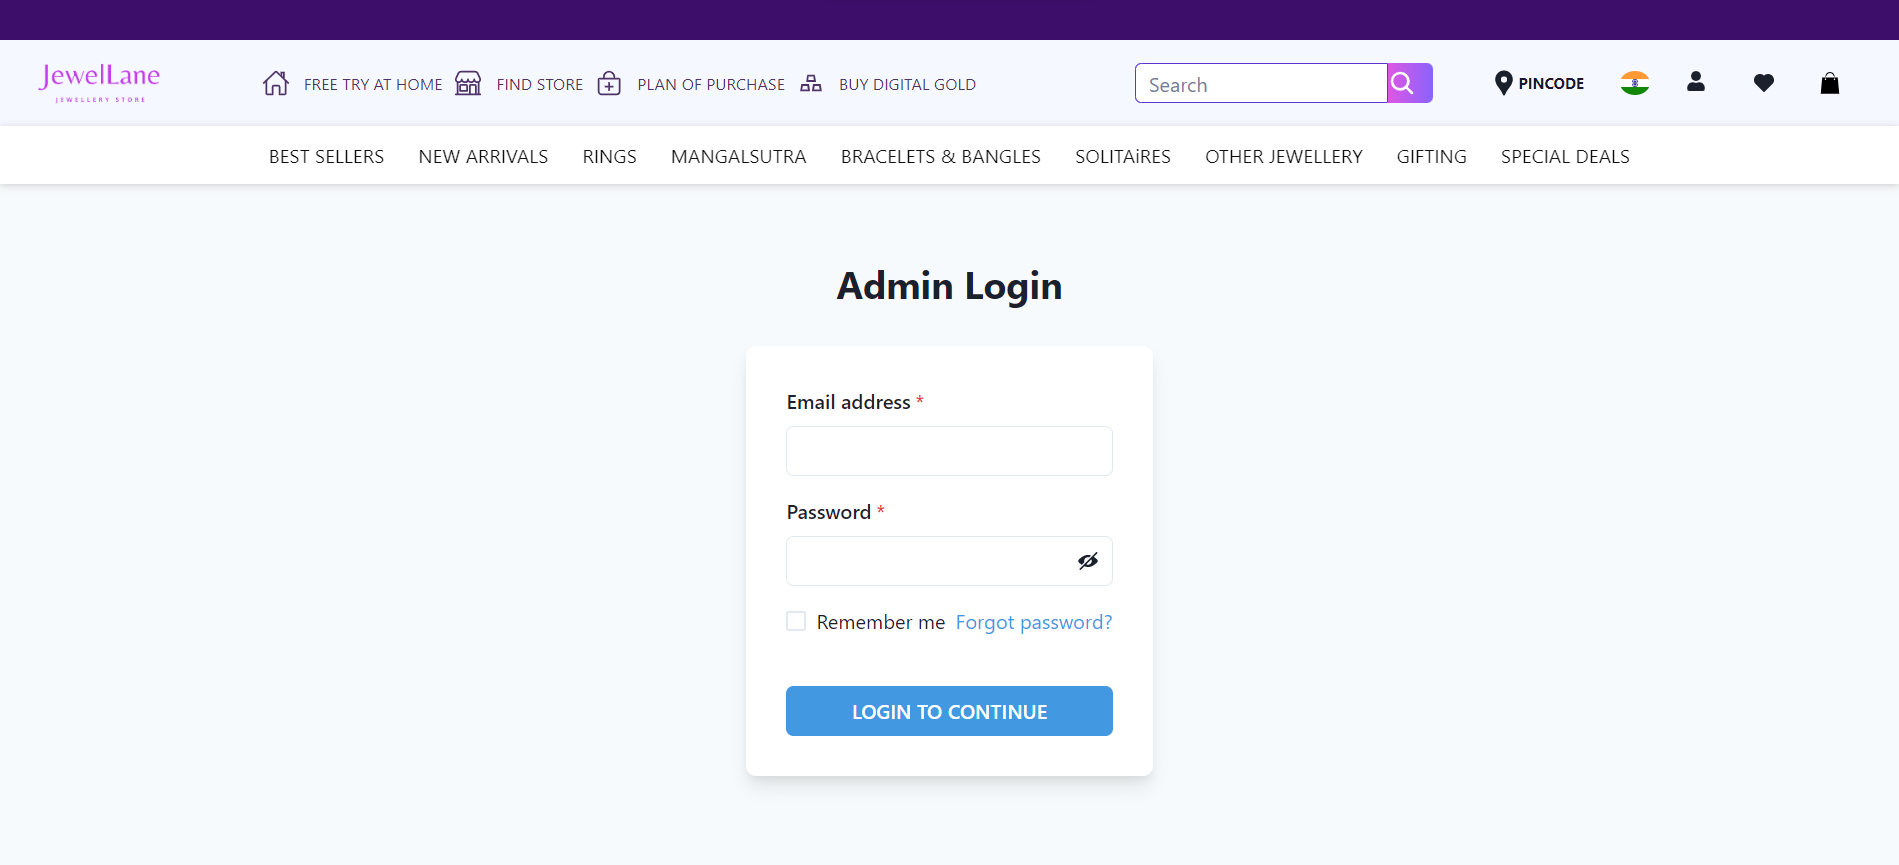 JewelLane
JEWELLERY STORE
FREE TRY AT HOME FIND STORE PLAN OF PURCHASE BUY DIGITAL GOLD Search PINCODE
BEST SELLERS NEW ARRIVALS RINGS MANGALSUTRA BRACELETS & BANGLES SOLITAiRES OTHER JEWELLERY GIFTING SPECIAL DEALS
Admin Login
Email address *
Password *
Remember me Forgot password?
LOGIN TO CONTINUE